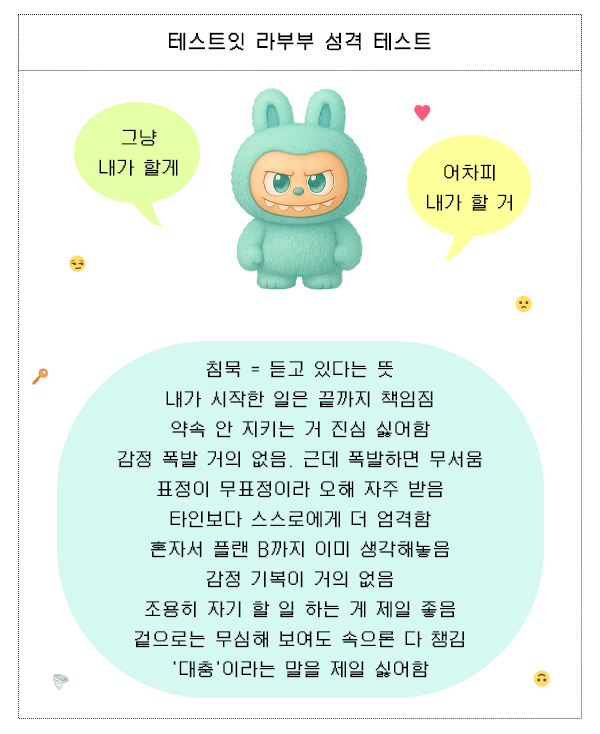 테스트잇 라부부 성격 테스트
그냥
내가 할게
어차피
내가 할 거
침묵 = 듣고 있다는 뜻
내가 시작한 일은 끝까지 책임짐
약속 안 지키는 거 진심 싫어함
감정 폭발 거의 없음. 근데 폭발하면 무서움
표정이 무표정이라 오해 자주 받음
타인보다 스스로에게 더 엄격함
혼자서 플랜 B까지 이미 생각해놓음
감정 기복이 거의 없음
조용히 자기 할 일 하는 게 제일 좋음
겉으로는 무심해 보여도 속으론 다 챙김
'대충'이라는 말을 제일 싫어함